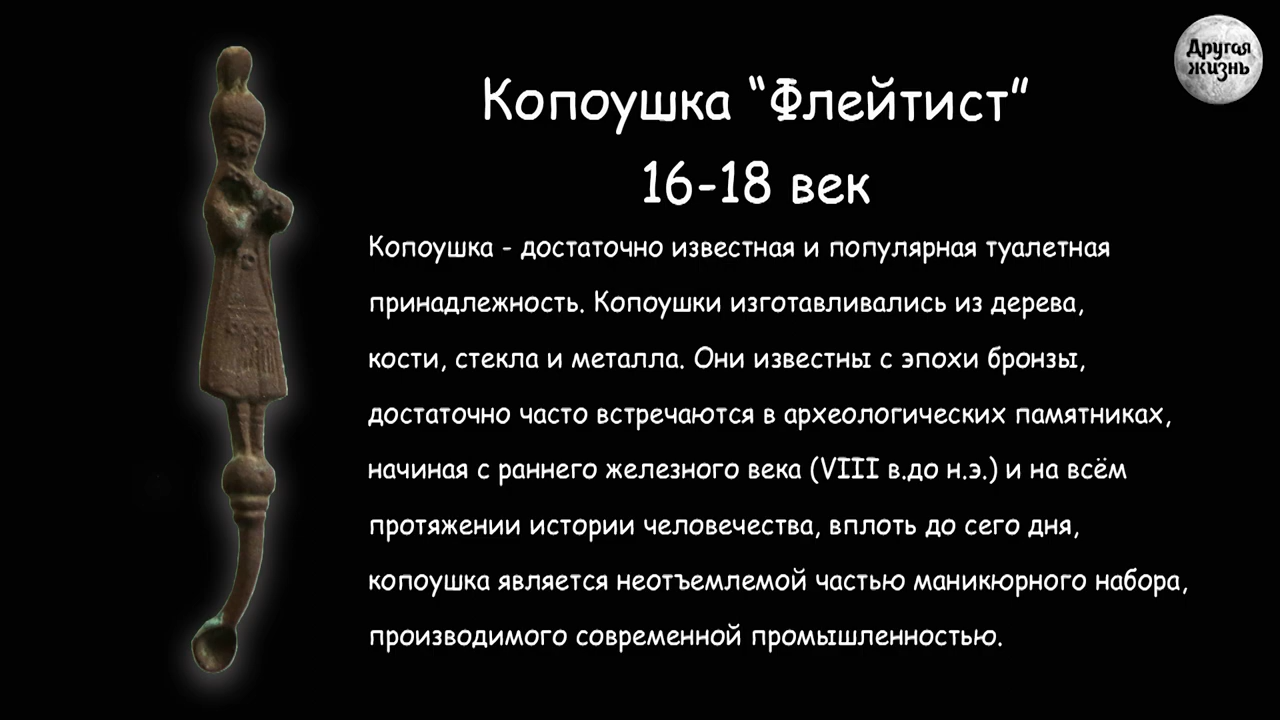 Другая
жизнь
Копоушка “Флейтист”
16-18 век
Копоушка - достаточно известная и популярная туалетная
принадлежность. Копоушки изготавливались из дерева,
кости, стекла и металла. Они известны с эпохи бронзы,
достаточно часто встречаются в археологических памятниках,
начиная с раннего железного века (VIII в.до н.э.) и на всём
протяжении истории человечества, вплоть до сего дня,
копоушка является неотъемлемой частью маникюрного набора,
производимого современной промышленностью.